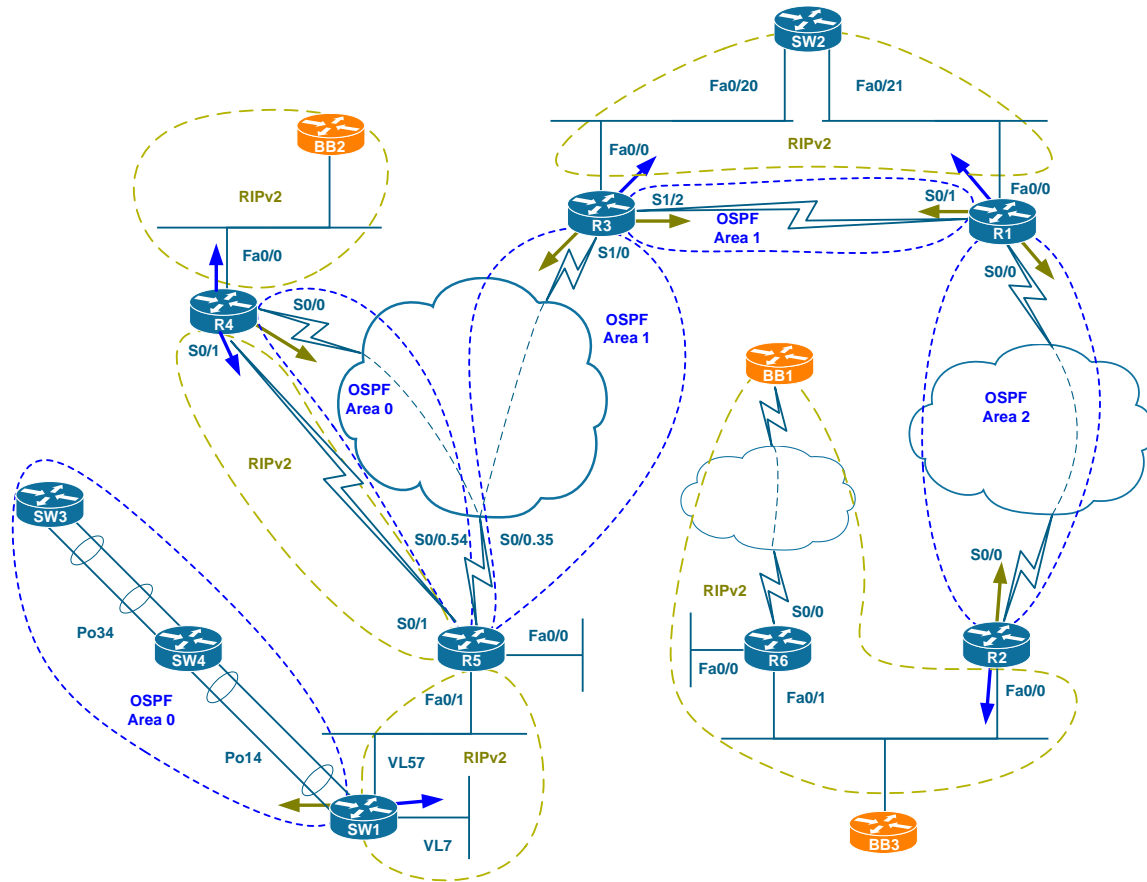 SW2
Fa0/20
Fa0/21
BB2
RIPv2
RIPv2
Fa0/0
Fa0/0
S1/2
S0/1
R3
OSPF
Area 1
R1
Fa0/0
S1/0
S0/0
S0/0
R4
S0/1
OSPF
Area 1
OSPF
Area 0
BB1
OSPF
Area 2
RIPv2
SW3
S0/0.54
S0/0.35
S0/0
RIPv2
Po34
S0/1
Fa0/0
S0/0
SW4
R5
R6
R2
Fa0/0
Fa0/1
Fa0/1
Fa0/0
OSPF
Area 0
Po14
VL57
RIPv2
SW1
VL7
BB3